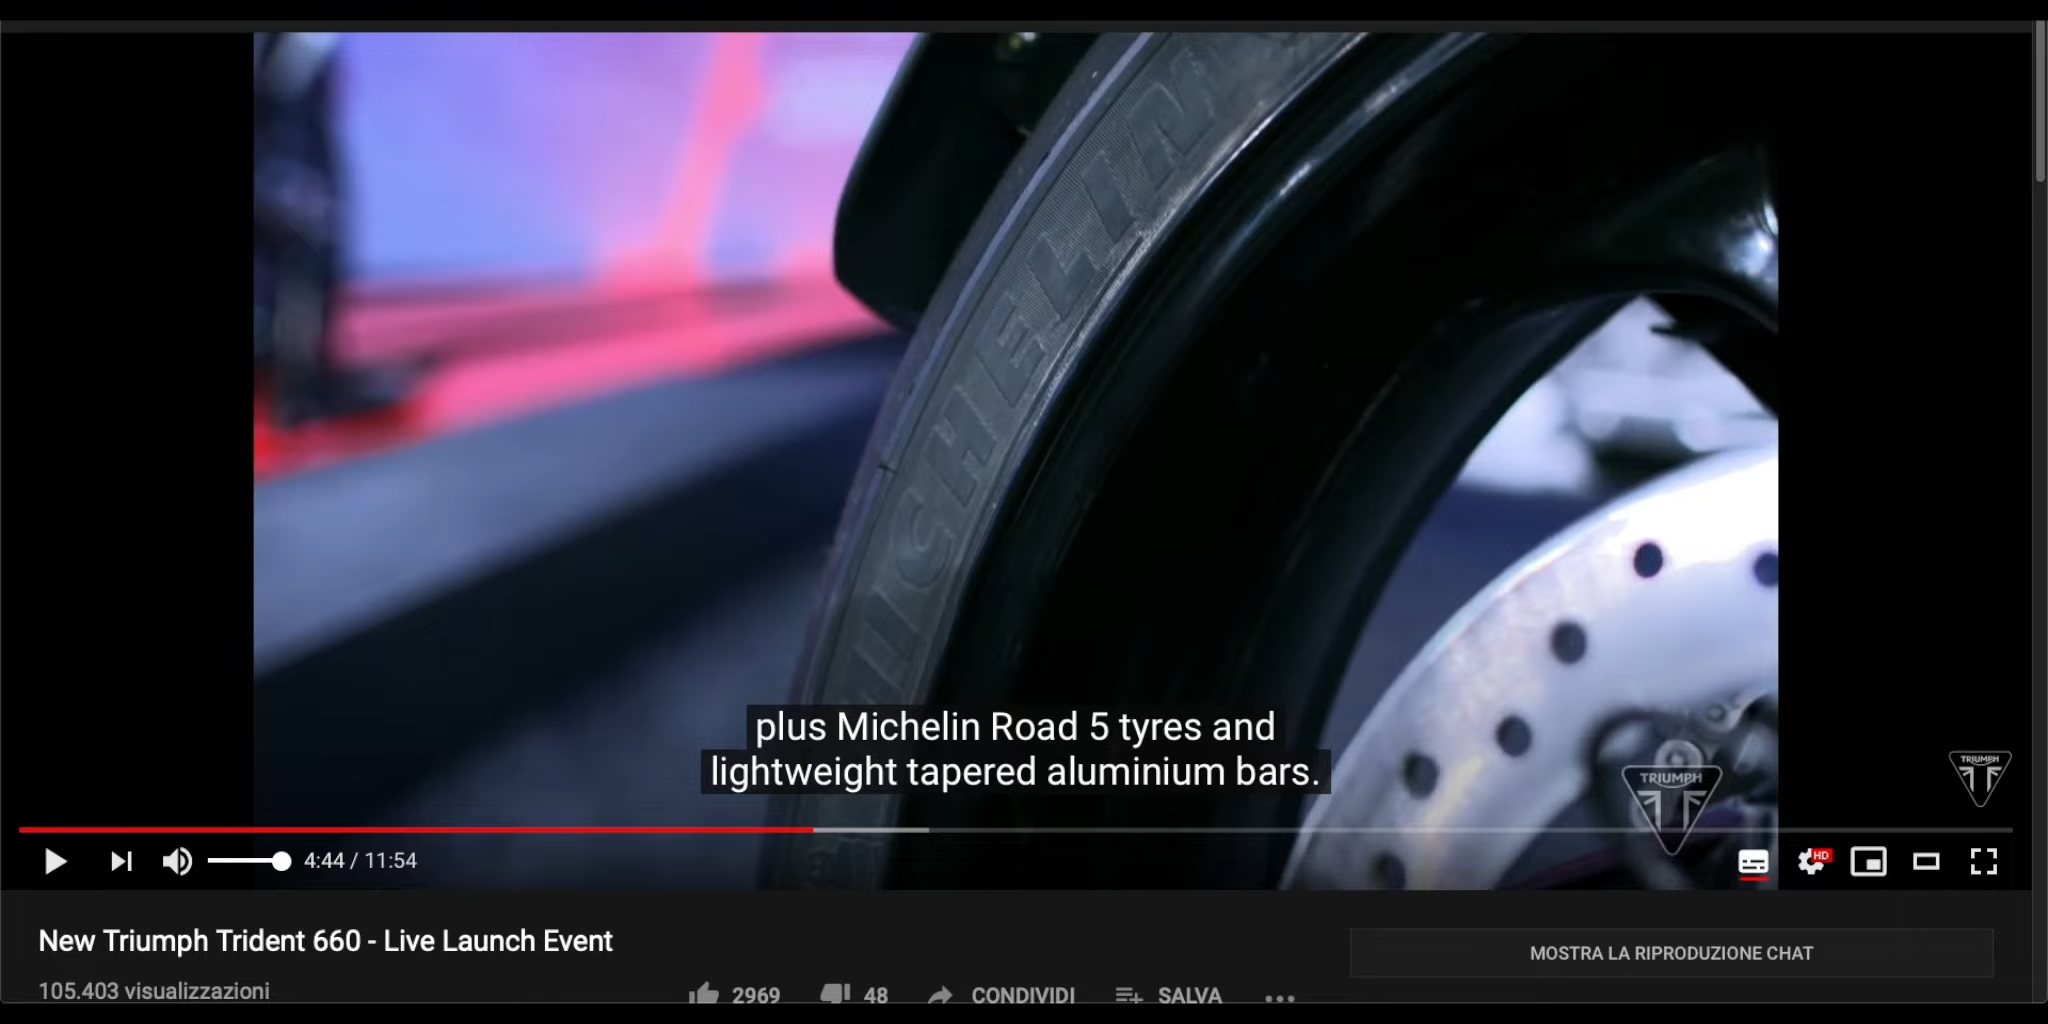 MICHELIN
plus Michelin Road 5 tyres and
lightweight tapered aluminium bars.
TRIUMPH
TRIUMPH
4:44 / 11:54
HD
New Triumph Trident 660 - Live Launch Event
MOSTRA LA RIPRODUZIONE CHAT
105.403 visualizzazioni
2969
48
CONDIVIDI
SALVA